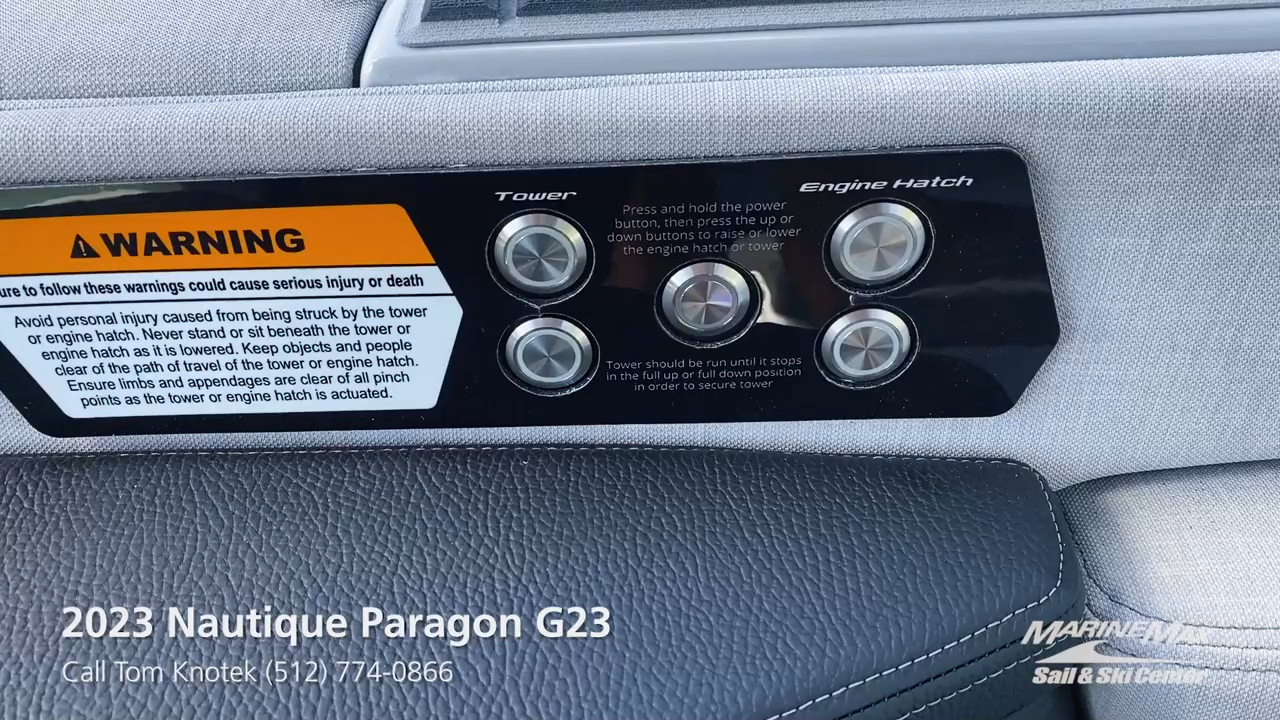 WARNING
ure to follow these warnings could cause serious injury or death
Avoid personal injury caused from being struck by the tower
or engine hatch. Never stand or sit beneath the tower or
engine hatch as it is lowered. Keep objects and people
clear of the path of travel of the tower or engine hatch.
Ensure limbs and appendages are clear of all pinch
points as the tower or engine hatch is actuated.
Tower
Press and hold the power
button, then press the up or
down buttons to raise or lower
the engine hatch or tower
Engine Hatch
Tower should be run until it stops
in the full up or full down position
in order to secure tower
2023 Nautique Paragon G23
Call Tom Knotek (512) 774-0866
MARINEMAX
Sail & Ski Center